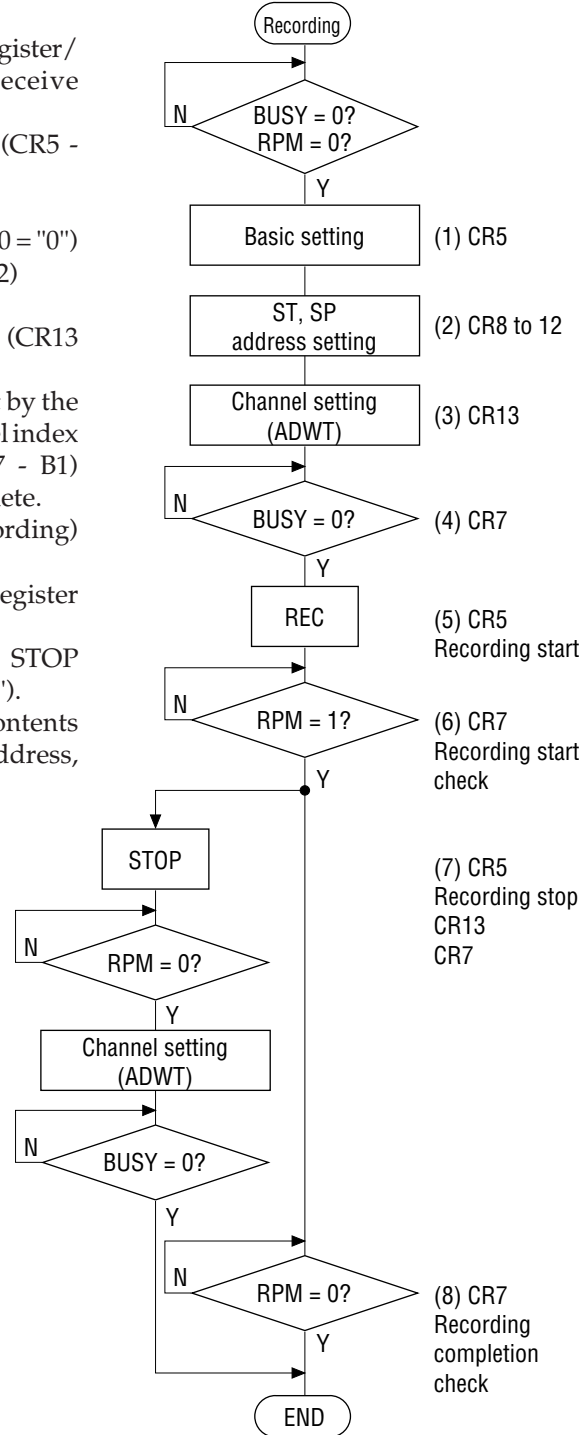 gister/
eceive
(CR5 -
0 = "0")
2)
(CR13
by the
l index
7 - B1)
ete.
ording)
egister
STOP
").
ontents
ddress,
Recording
N
BUSY = 0?
RPM = 0?
Y
Basic setting
(1) CR5
ST, SP
address setting
(2) CR8 to 12
Channel setting
(ADWT)
(3) CR13
N
BUSY = 0?
(4) CR7
Y
REC
(5) CR5
Recording start
N
RPM = 1?
(6) CR7
Recording start
check
Y
STOP
(7) CR5
Recording stop
CR13
CR7
N
RPM = 0?
Y
Channel setting
(ADWT)
N
BUSY = 0?
Y
N
RPM = 0?
(8) CR7
Recording
completion
check
Y
END